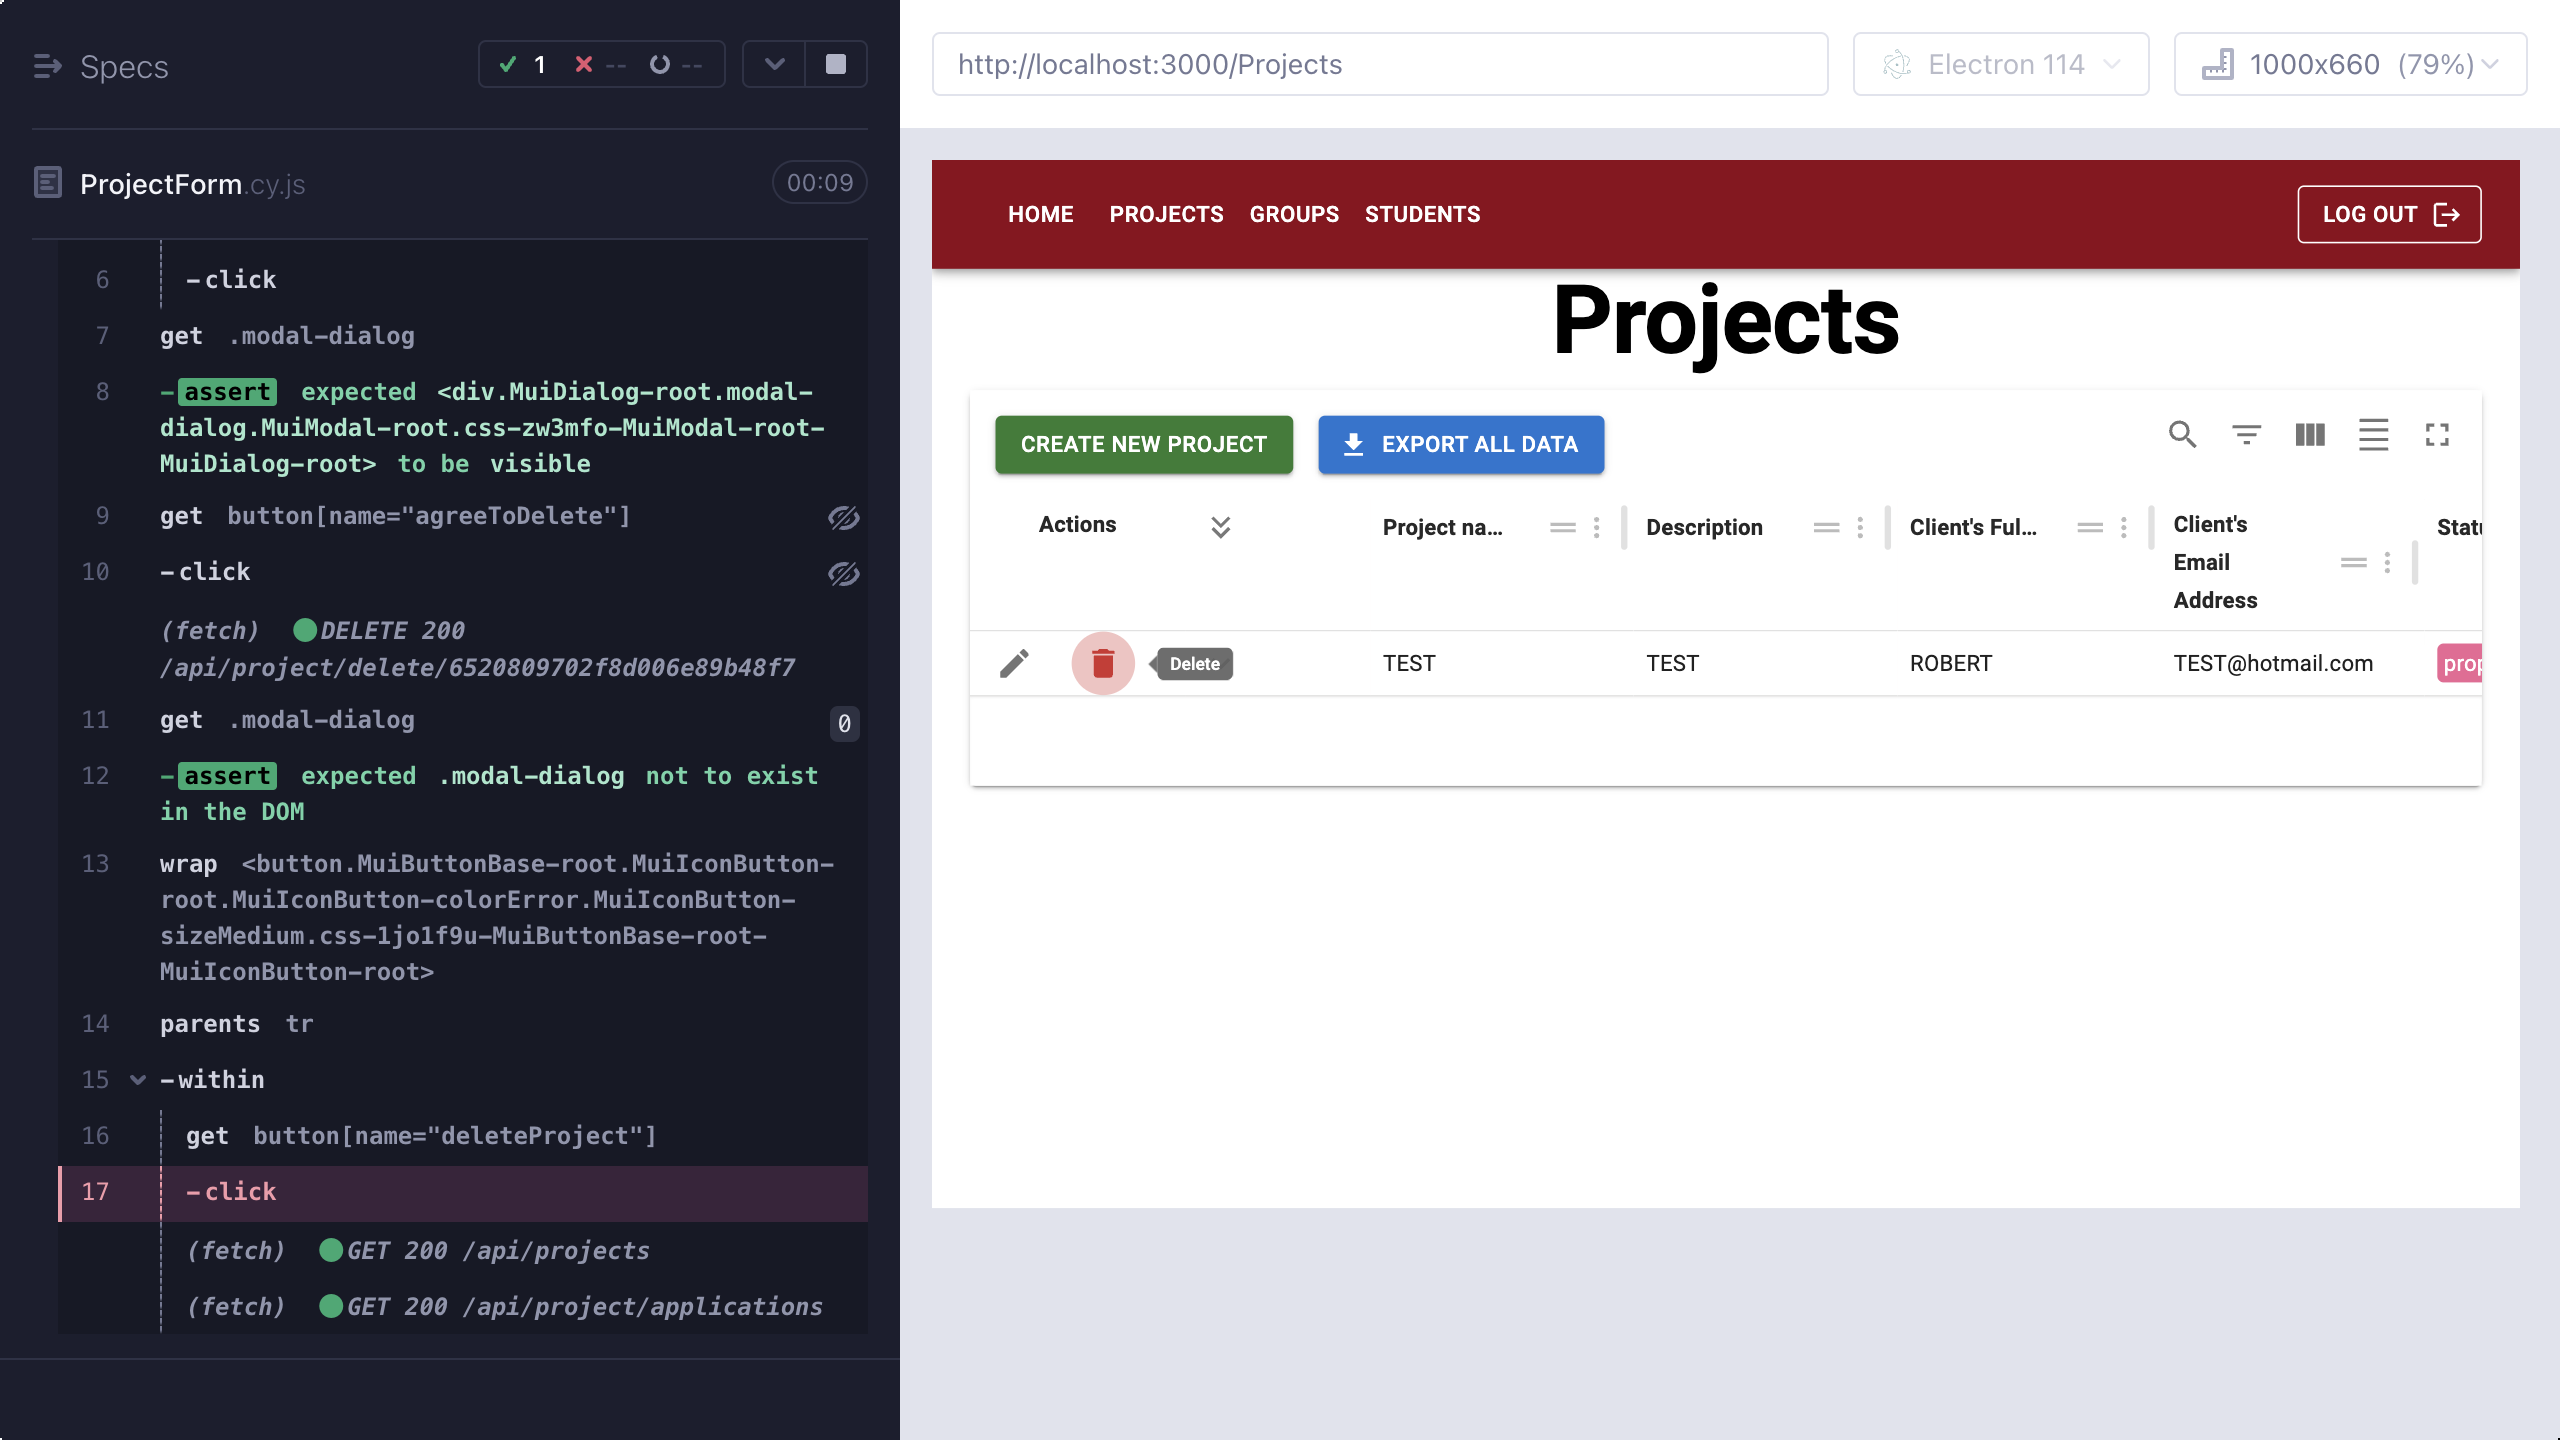 Specs
1
--
--
ProjectForm.cy.js
00:09
6 -click
7 get .modal-dialog
8 -assert expected <div.MuiDialog-root.modal-
dialog.MuiModal-root.css-zw3mfo-MuiModal-root-
MuiDialog-root> to be visible
9 get button[name="agreeToDelete"]
10 -click
(fetch) DELETE 200
/api/project/delete/6520809702f8d006e89b48f7
11 get .modal-dialog 0
12 -assert expected .modal-dialog not to exist
in the DOM
13 wrap <button.MuiButtonBase-root.MuiIconButton-
root.MuiIconButton-colorError.MuiIconButton-
sizeMedium.css-1jo1f9u-MuiButtonBase-root-
MuiIconButton-root>
14 parents tr
15 -within
16 get button[name="deleteProject"]
17 -click
(fetch) GET 200 /api/projects
(fetch) GET 200 /api/project/applications
http://localhost:3000/Projects
Electron 114
1000x660 (79%)
HOME PROJECTS GROUPS STUDENTS
LOG OUT
Projects
CREATE NEW PROJECT
EXPORT ALL DATA
Actions
Project na...
Description
Client's Ful...
Client's
Email
Address
Statu
Delete
TEST
TEST
ROBERT
TEST@hotmail.com
prop